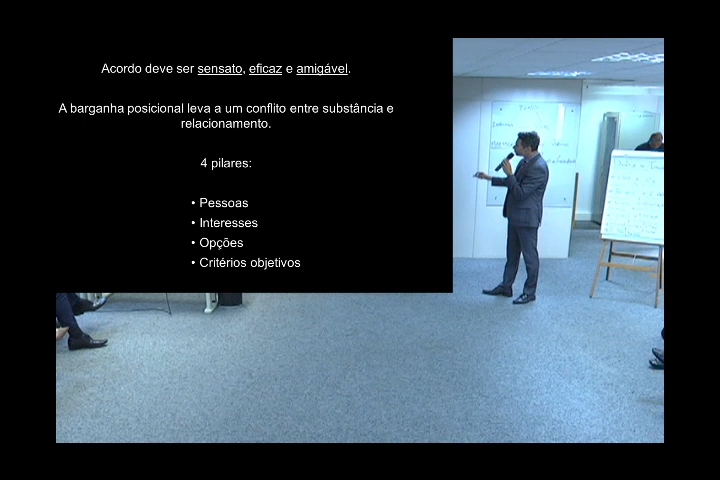 Acordo deve ser sensato, eficaz e amigável.
A barganha posicional leva a um conflito entre substância e
relacionamento.
4 pilares:
• Pessoas
• Interesses
• Opções
• Critérios objetivos